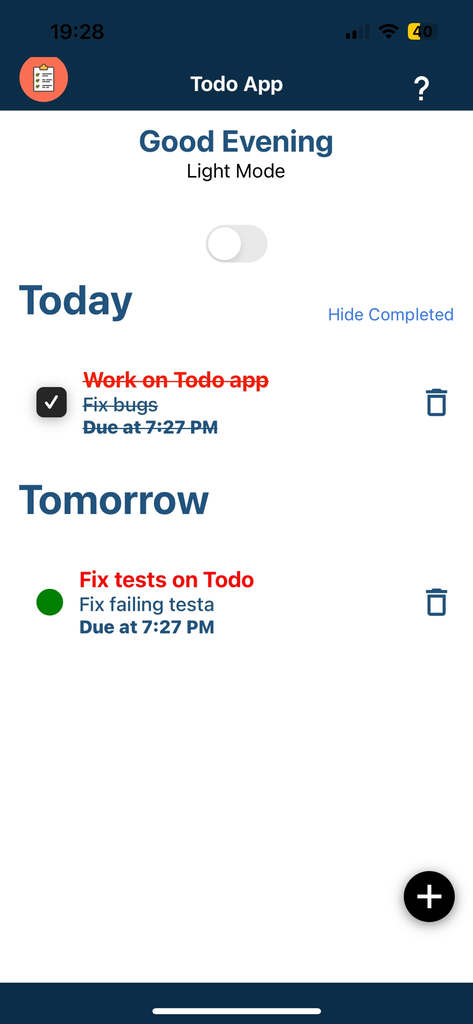 19:28
40
Todo App
?
Good Evening
Light Mode
Today
Hide Completed
Work on Todo app
Fix bugs
Due at 7:27 PM
Tomorrow
Fix tests on Todo
Fix failing testa
Due at 7:27 PM